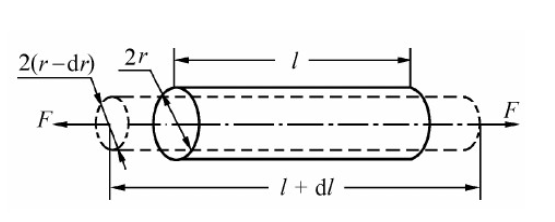 2(r−dr)
2r
l
F
F
l + dl